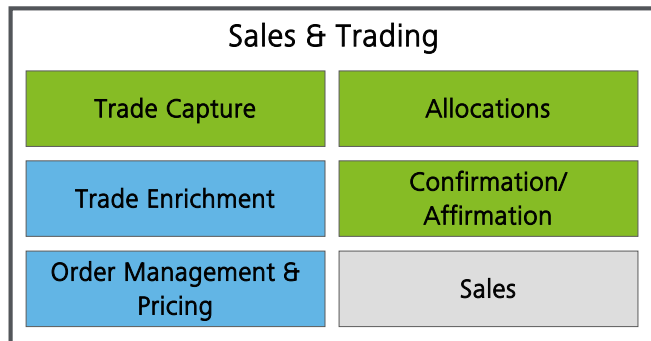 Sales & Trading
Trade Capture
Allocations
Trade Enrichment
Confirmation/
Affirmation
Order Management &
Pricing
Sales